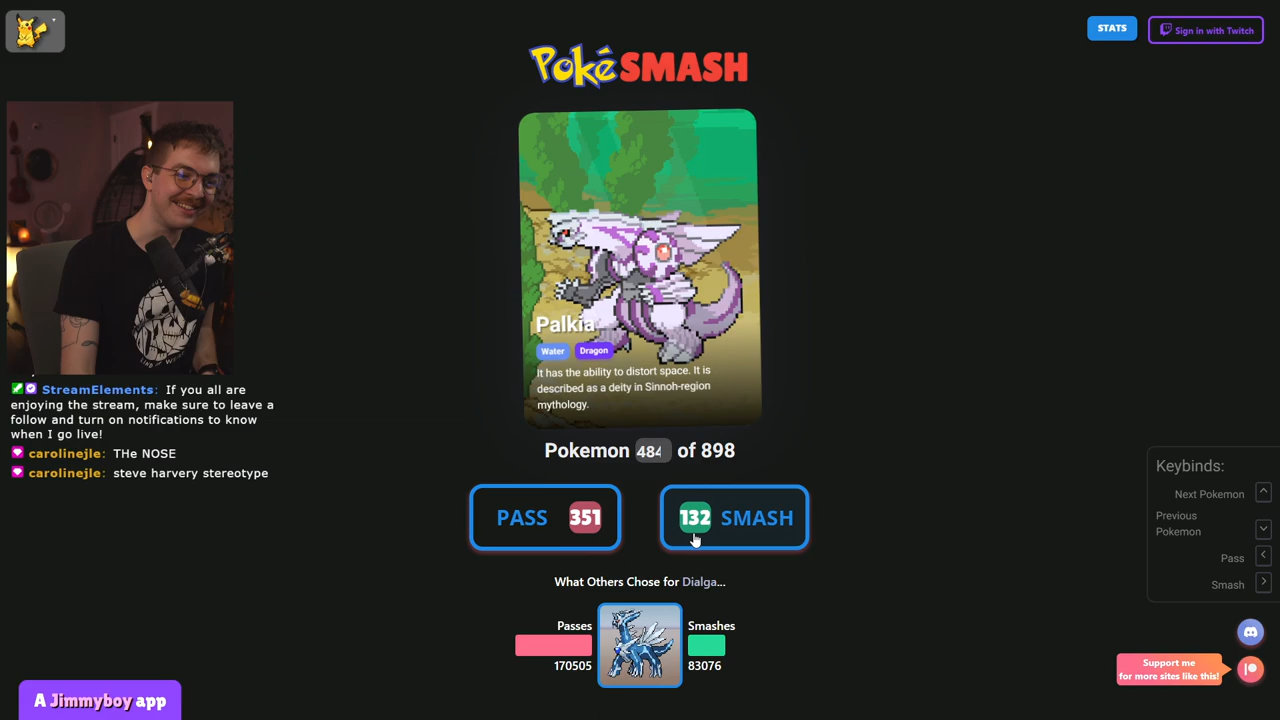 STATS
Sign in with Twitch
PokéSMASH
Palkia
Water Dragon
It has the ability to distort space. It is
described as a deity in Sinnoh-region
mythology.
Pokemon 484 of 898
PASS 351
132 SMASH
What Others Chose for Dialga...
Passes
170505
Smashes
83076
StreamElements: If you all are
enjoying the stream, make sure to leave a
follow and turn on notifications to know
when I go live!
carolinejle: THe NOSE
carolinejle: steve harvery stereotype
Keybinds:
Next Pokemon
Previous
Pokemon
Pass
Smash
Support me
for more sites like this!
A Jimmyboy app